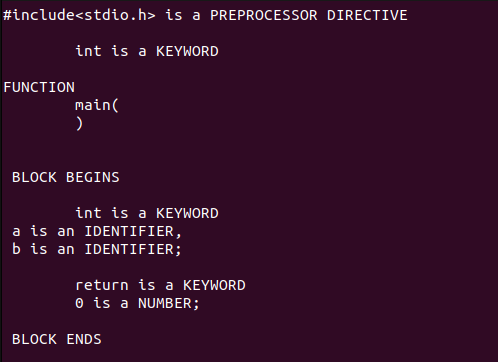 #include<stdio.h> is a PREPROCESSOR DIRECTIVE
int is a KEYWORD
FUNCTION
main(
)
BLOCK BEGINS
int is a KEYWORD
a is an IDENTIFIER,
b is an IDENTIFIER;
return is a KEYWORD
0 is a NUMBER;
BLOCK ENDS